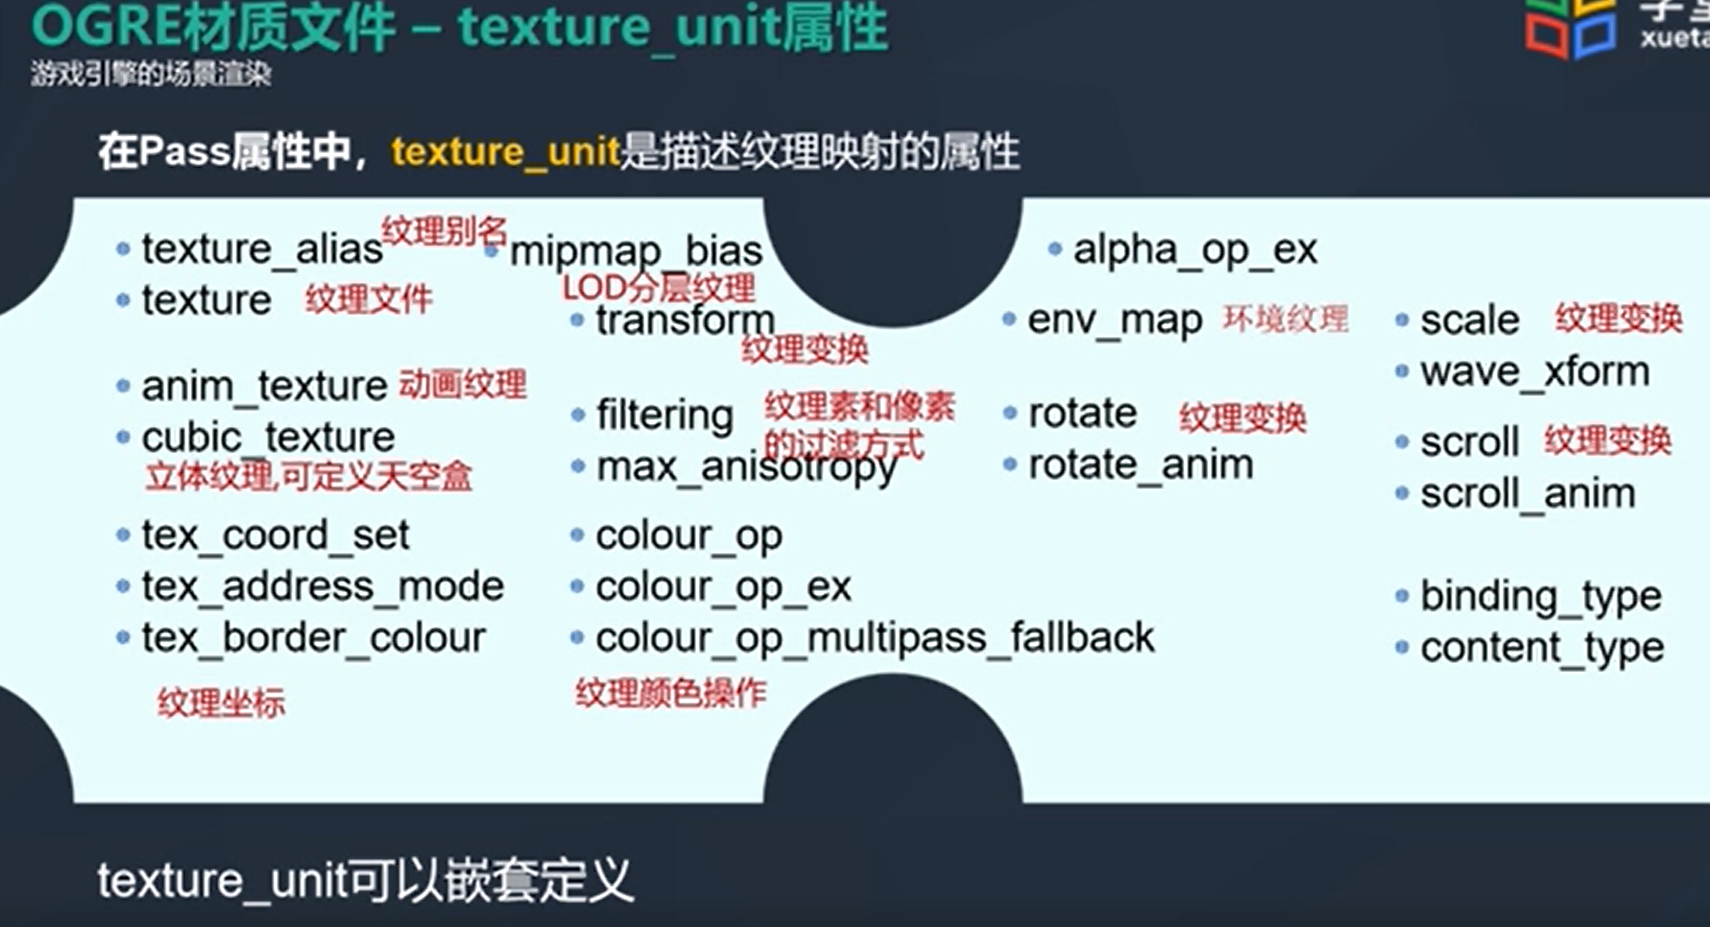 OGRE材质文件 – texture_unit属性
游戏引擎的场景渲染
在Pass属性中，texture_unit是描述纹理映射的属性
texture_alias 纹理别名
texture 纹理文件
anim_texture 动画纹理
cubic_texture
立体纹理,可定义天空盒
tex_coord_set
tex_address_mode
tex_border_colour
纹理坐标
mipmap_bias
LOD分层纹理
transform
纹理变换
filtering 纹理素和像素
的过滤方式
max_anisotropy
colour_op
colour_op_ex
colour_op_multipass_fallback
纹理颜色操作
alpha_op_ex
env_map 环境纹理
rotate 纹理变换
rotate_anim
scale 纹理变换
wave_xform
scroll 纹理变换
scroll_anim
binding_type
content_type
texture_unit可以嵌套定义